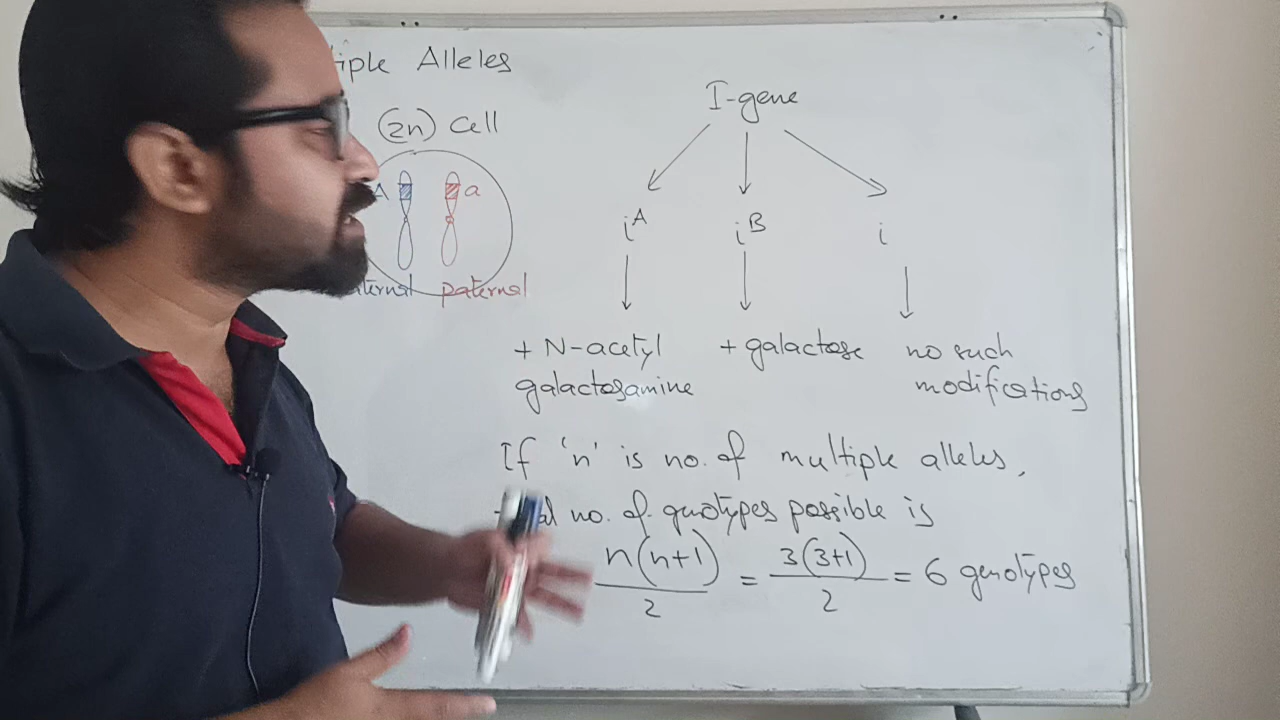 Alleles
I-gene
(2n) Cell
A a
paternal
i^A i^B i
+ N-acetyl galactosamine
+ galactose
no such modifications
If 'n' is no. of multiple alleles,
no. of genotypes possible is
n(n+1)/2 = 3(3+1)/2 = 6 genotypes